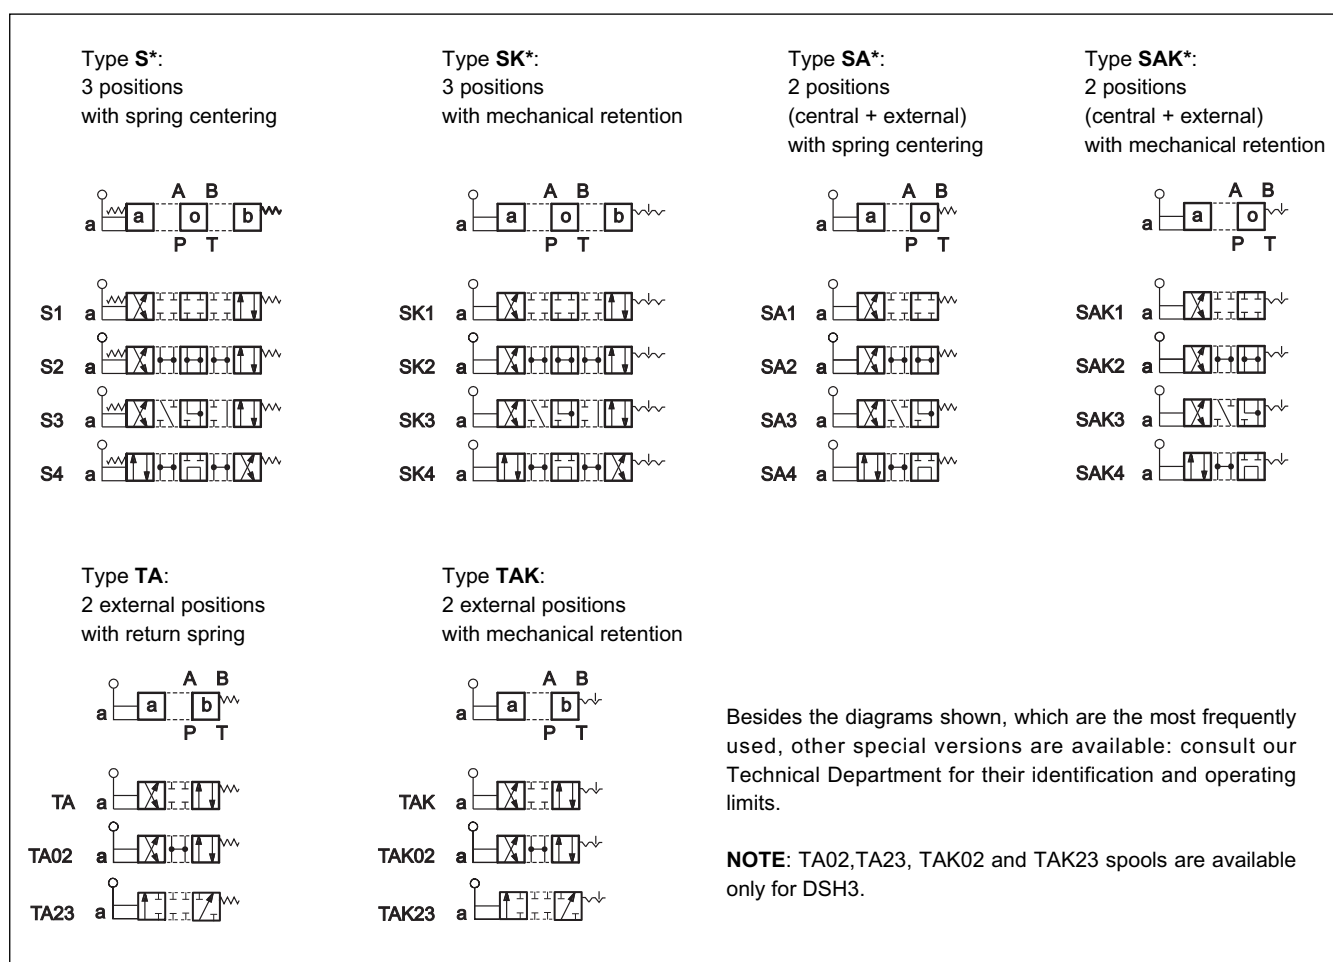 Type S*:
3 positions
with spring centering
a
a
o
b
A B
P T
S1 a
S2 a
S3 a
S4 a
Type SK*:
3 positions
with mechanical retention
a
a
o
b
A B
P T
SK1 a
SK2 a
SK3 a
SK4 a
Type SA*:
2 positions
(central + external)
with spring centering
a
a
o
A B
P T
SA1 a
SA2 a
SA3 a
SA4 a
Type SAK*:
2 positions
(central + external)
with mechanical retention
a
a
o
A B
P T
SAK1 a
SAK2 a
SAK3 a
SAK4 a
Type TA:
2 external positions
with return spring
a
a
b
A B
P T
TA a
TA02 a
TA23 a
Type TAK:
2 external positions
with mechanical retention
a
a
b
A B
P T
TAK a
TAK02 a
TAK23 a
Besides the diagrams shown, which are the most frequently
used, other special versions are available: consult our
Technical Department for their identification and operating
limits.
NOTE: TA02,TA23, TAK02 and TAK23 spools are available
only for DSH3.